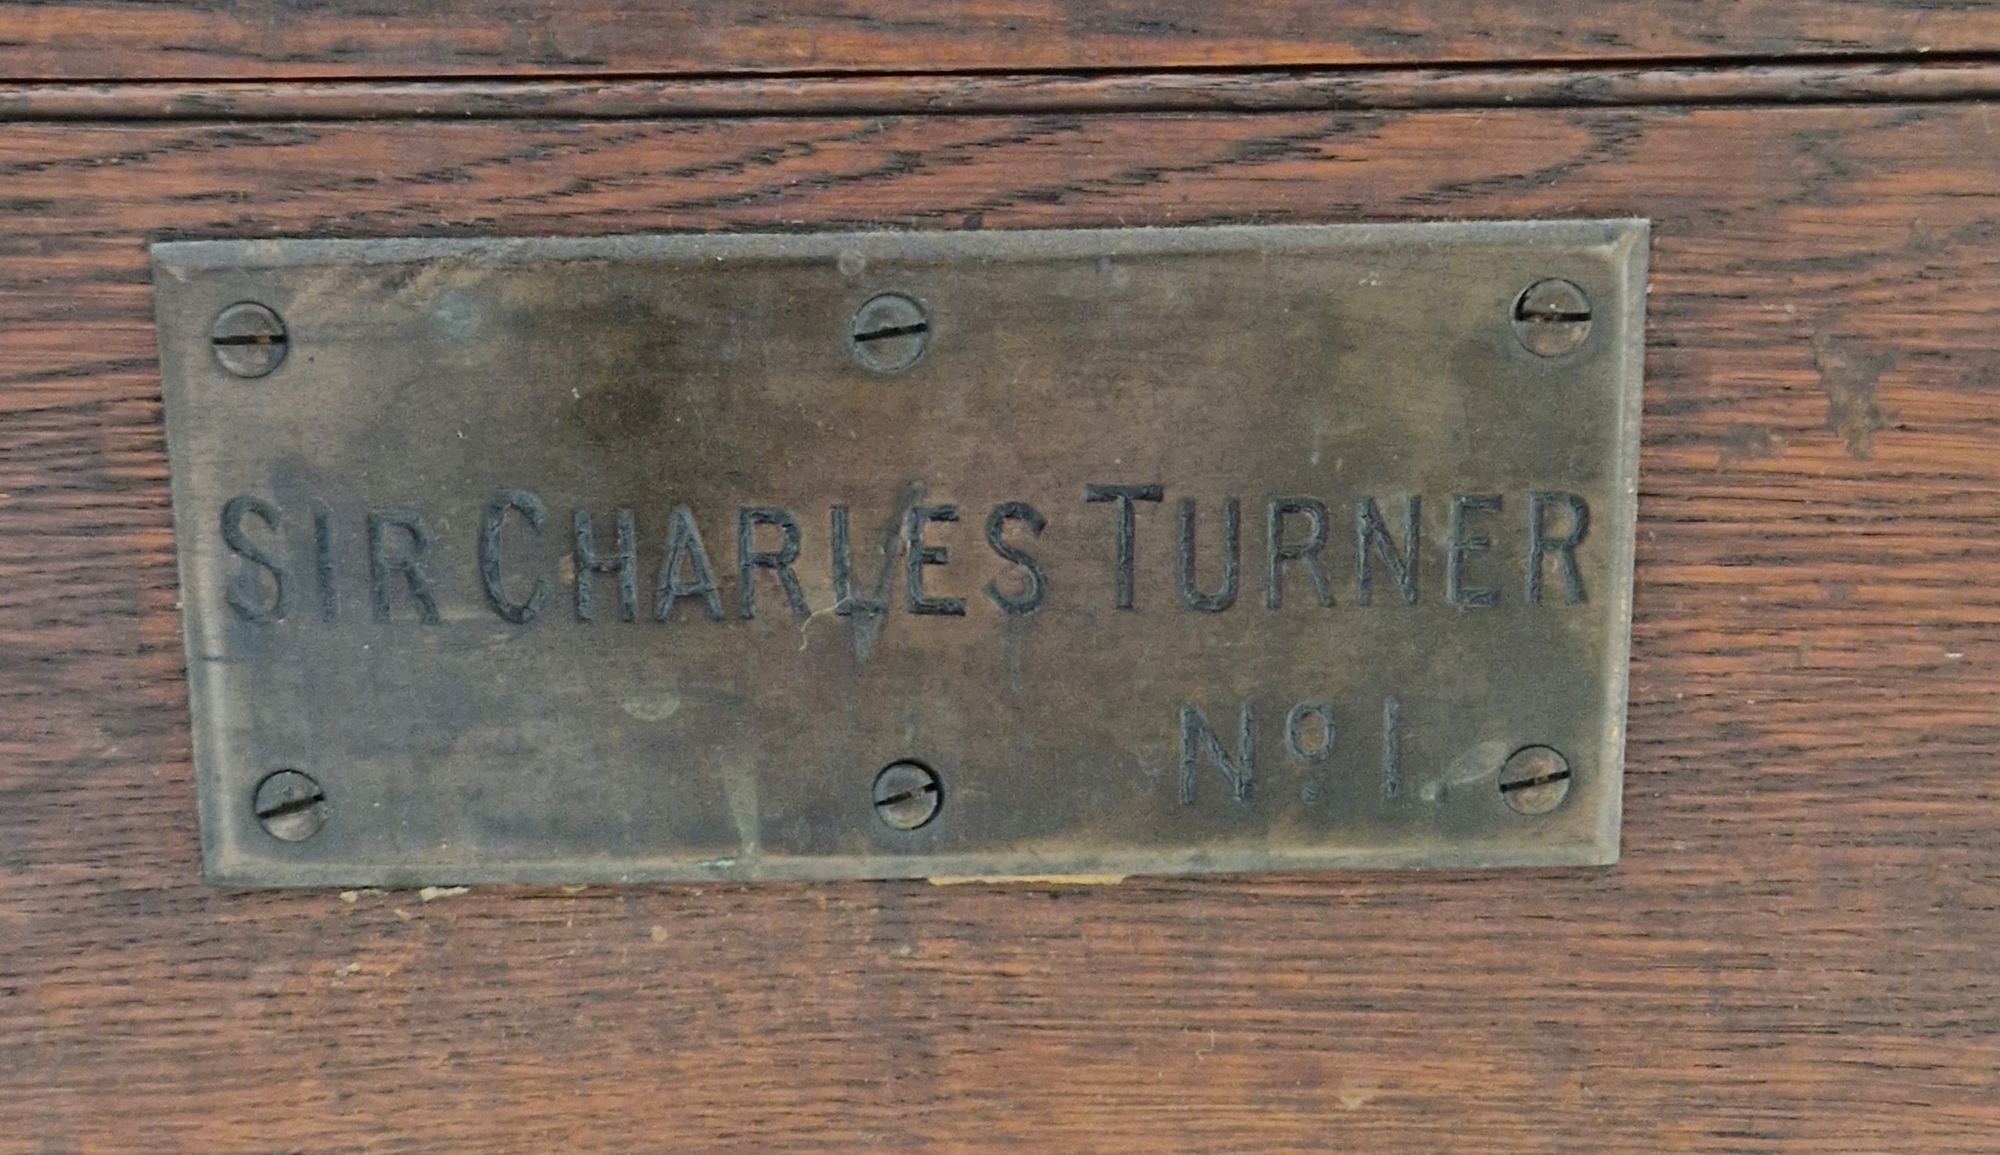 SIR CHARLES TURNER
Nº 1.